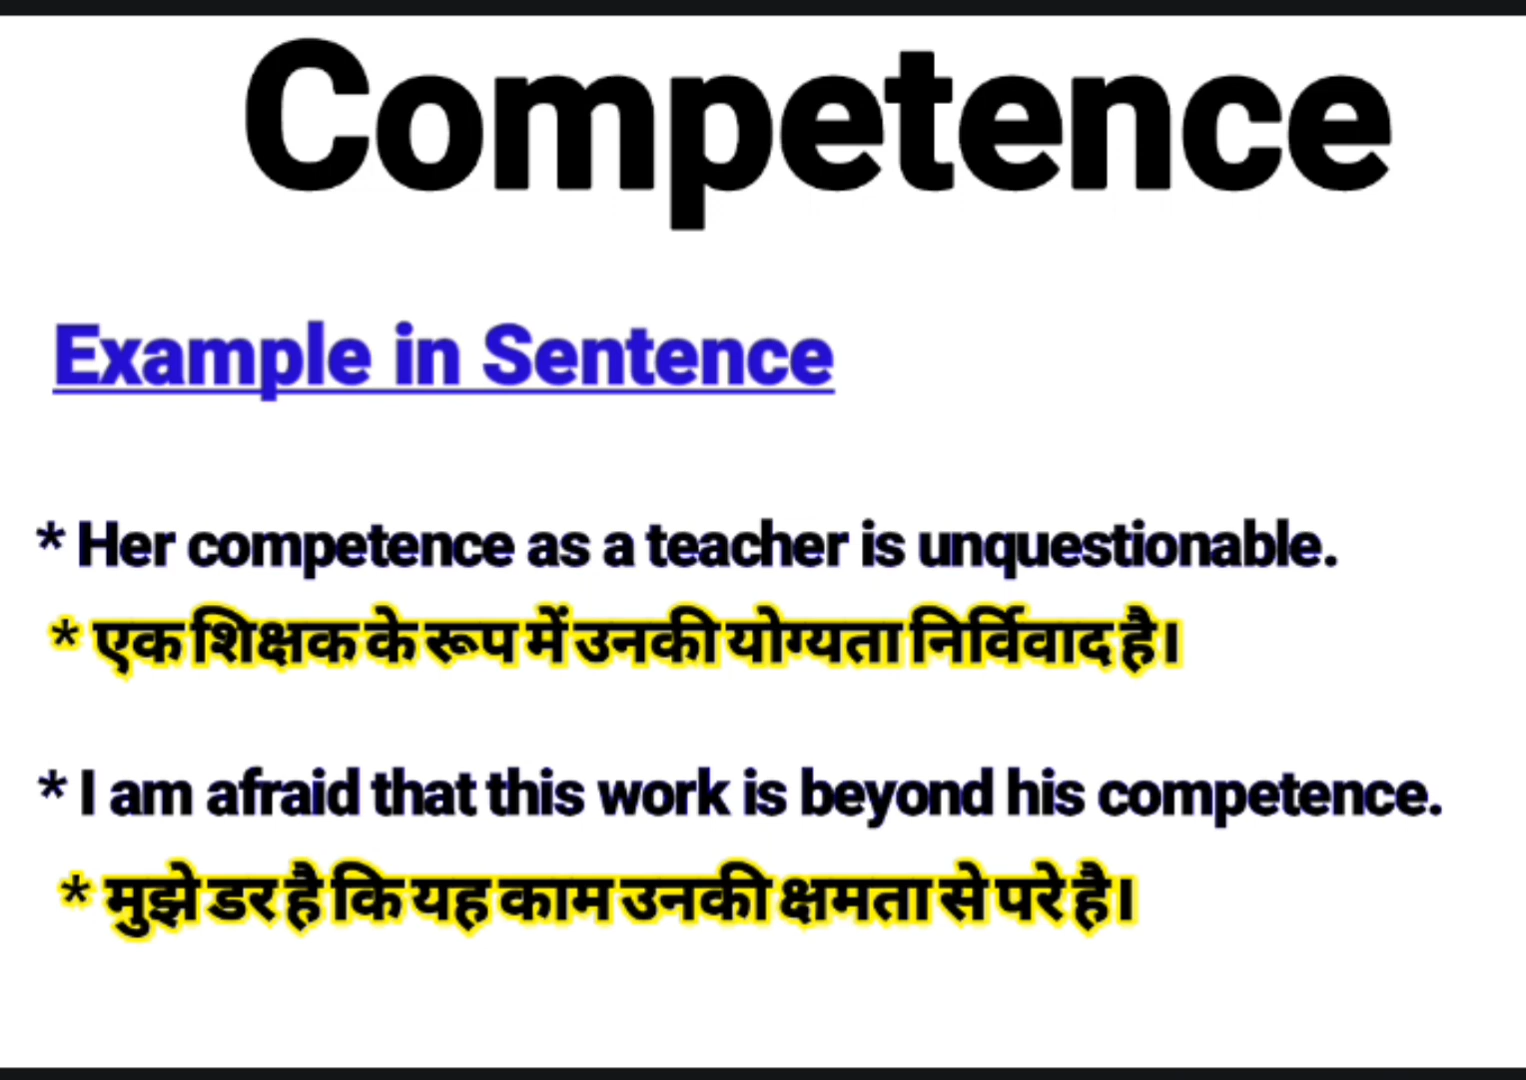 Competence
Example in Sentence
* Her competence as a teacher is unquestionable.
* एक शिक्षक के रूप में उनकी योग्यता निर्विवाद है।
* I am afraid that this work is beyond his competence.
* मुझे डर है कि यह काम उनकी क्षमता से परे है।